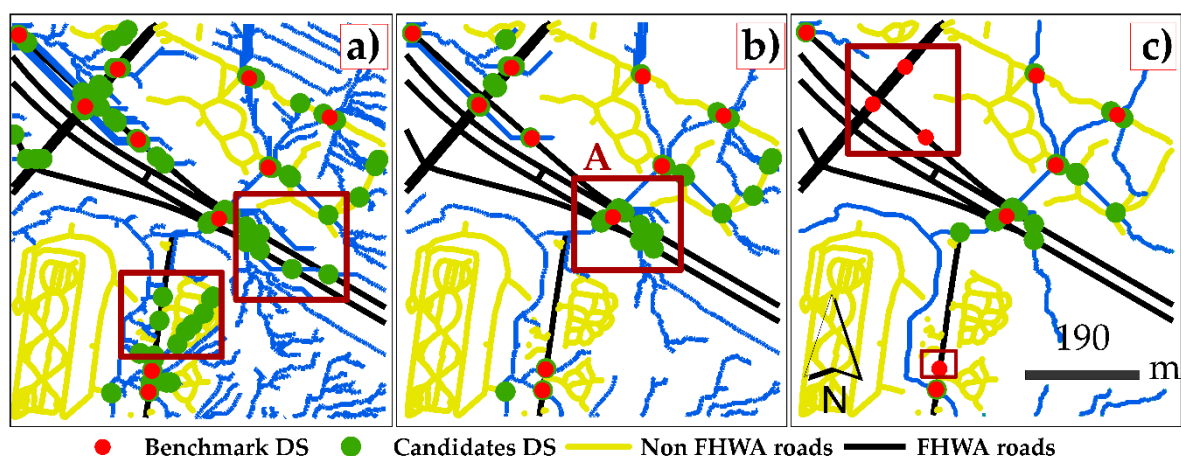 a)
b)
c)
A
190
m
N
Benchmark DS
Candidates DS
Non FHWA roads
FHWA roads